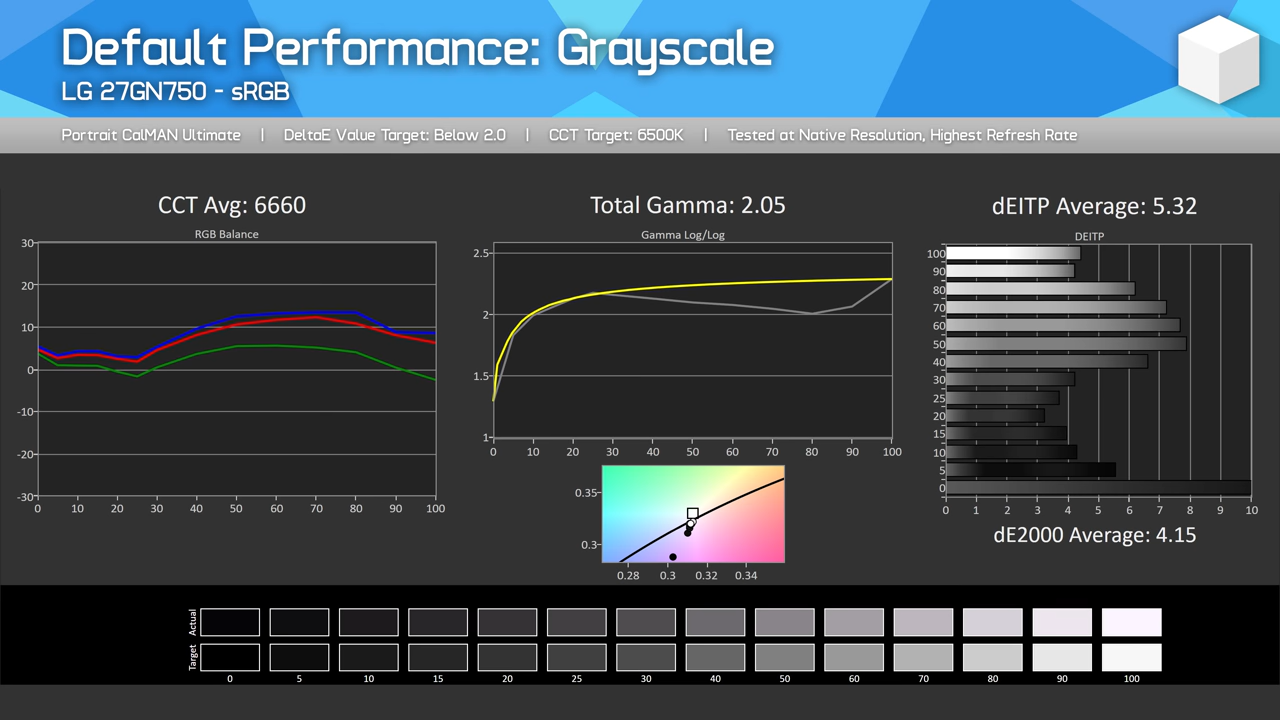 Default Performance: Grayscale
LG 27GN750 - sRGB
Portrait CalMAN Ultimate | DeltaE Value Target: Below 2.0 | CCT Target: 6500K | Tested at Native Resolution, Highest Refresh Rate
CCT Avg: 6660
RGB Balance
30
20
10
0
-10
-20
-30
0 10 20 30 40 50 60 70 80 90 100
Total Gamma: 2.05
Gamma Log/Log
2.5
2
1.5
1
0 10 20 30 40 50 60 70 80 90 100
0.35
0.3
0.28 0.3 0.32 0.34
dEITP Average: 5.32
DEITP
100
90
80
70
60
50
40
30
25
20
15
10
5
0
0 1 2 3 4 5 6 7 8 9 10
dE2000 Average: 4.15
Actual
Target
0 5 10 15 20 25 30 40 50 60 70 80 90 100